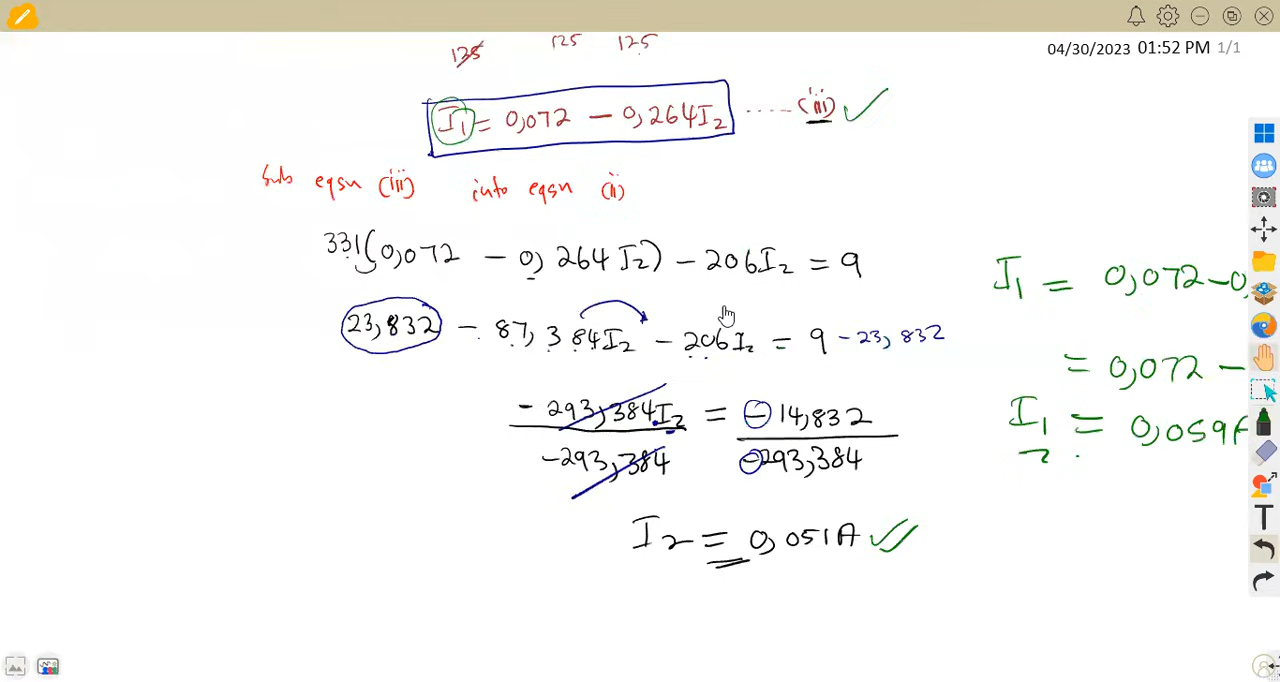 04/30/2023 01:52 PM 1/1
125 125 125
I₁ = 0,072 − 0,264I₂ ..... (iii)
Sub eqsn (iii) into eqsn (ii)
331(0,072 − 0,264I₂) − 206I₂ = 9
23,832 − 87,384I₂ − 206I₂ = 9 − 23,832
− 293,384I₂ = − 14,832
−293,384 −293,384
I₂ = 0,051A
I₁ = 0,072 − 0,
= 0,072 −
I₁ = 0,059A
T